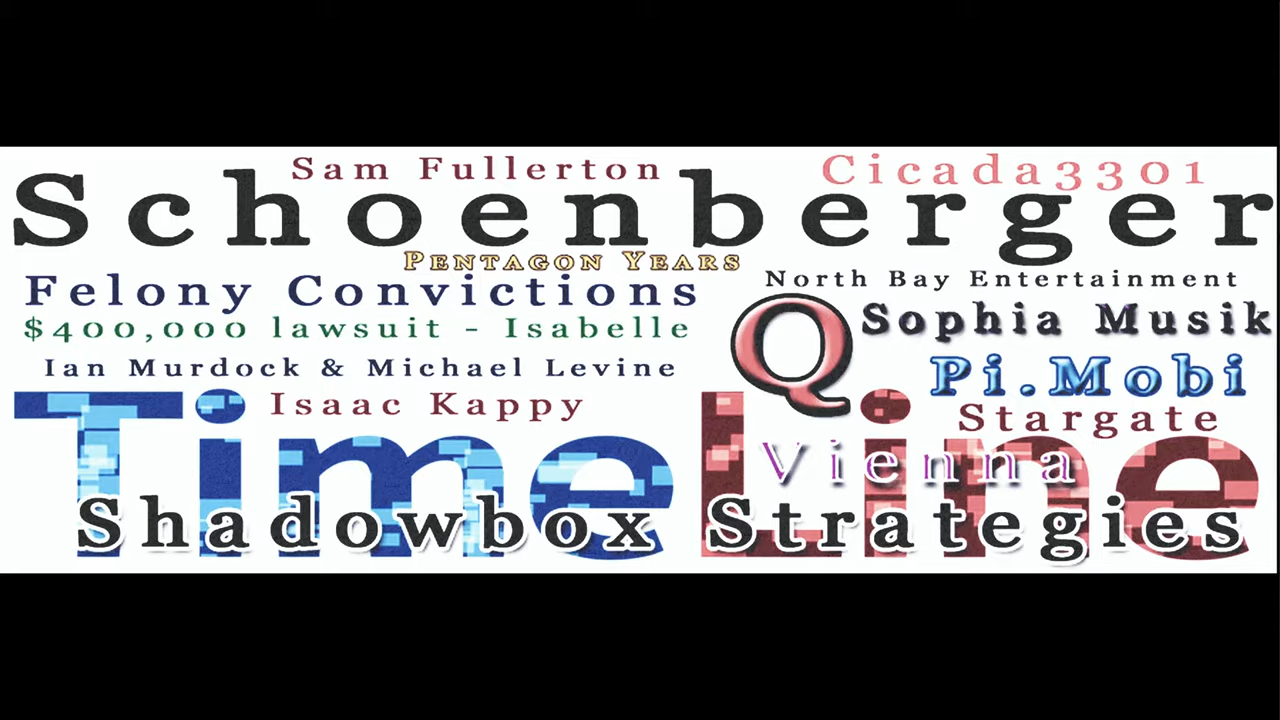 Sam Fullerton
Cicada3301
Schoenberger
Pentagon Years
Felony Convictions
North Bay Entertainment
$400,000 lawsuit - Isabelle
Q
Sophia Musik
Ian Murdock & Michael Levine
Pi.Mobi
Isaac Kappy
Stargate
TimeLine
Vienna
Shadowbox Strategies